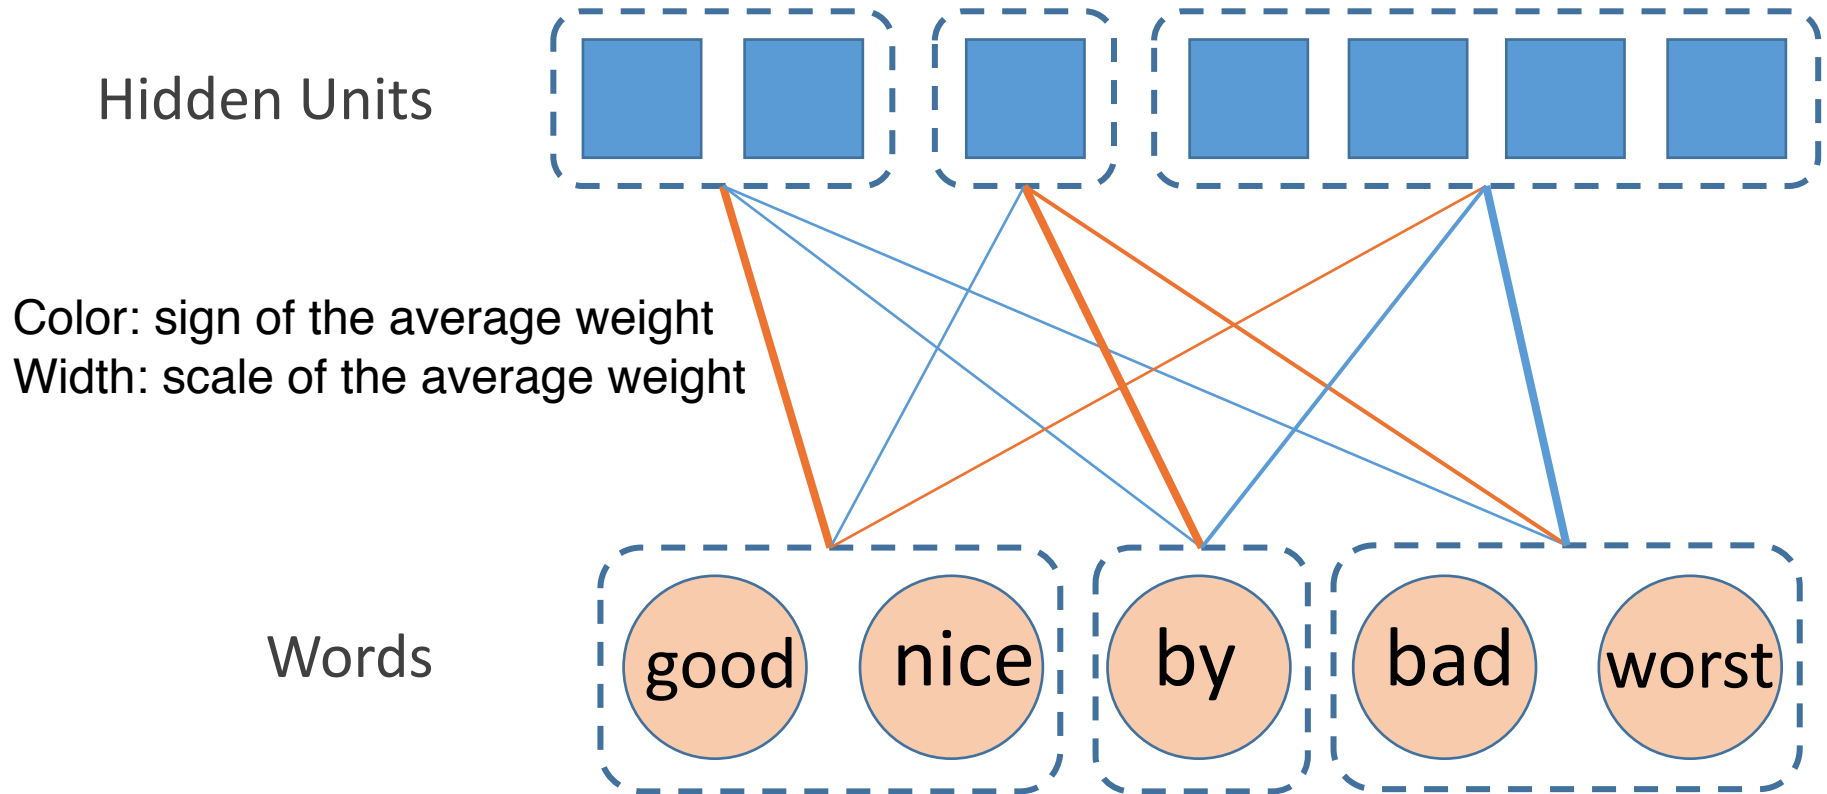 Hidden Units
Color: sign of the average weight
Width: scale of the average weight
Words
good nice by bad worst